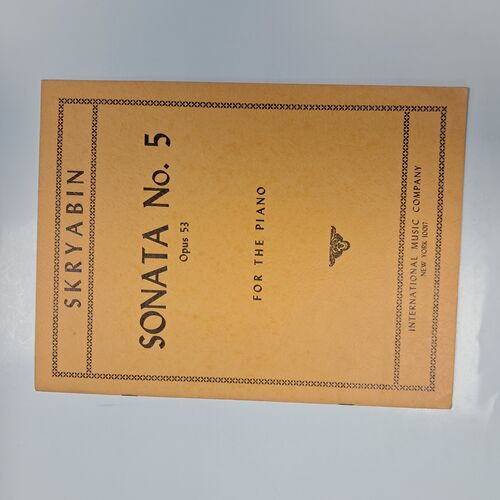 SKRYABIN
SONATA No. 5
Opus 53
FOR THE PIANO
INTERNATIONAL MUSIC COMPANY
NEW YORK 10017